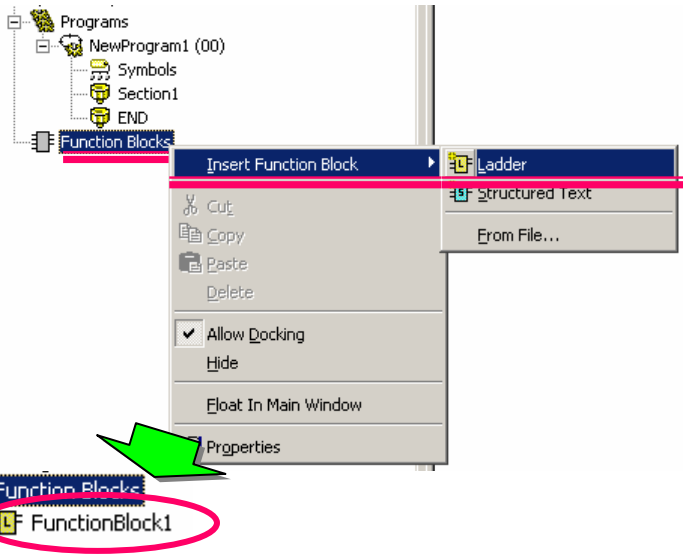 Programs
NewProgram1 (00)
Symbols
Section1
END
Function Blocks
Insert Function Block
Ladder
Structured Text
From File...
Cut
Copy
Paste
Delete
Allow Docking
Hide
Float In Main Window
Properties
Function Blocks
L FunctionBlock1